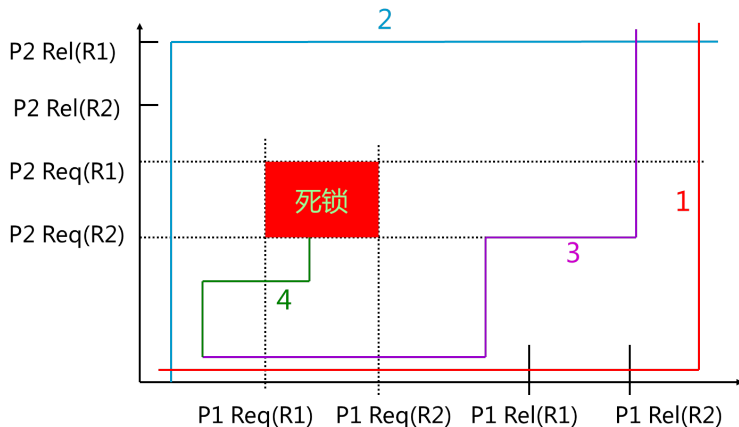 2
P2 Rel(R1)
P2 Rel(R2)
P2 Req(R1)
死锁
1
P2 Req(R2)
3
4
P1 Req(R1)
P1 Req(R2)
P1 Rel(R1)
P1 Rel(R2)